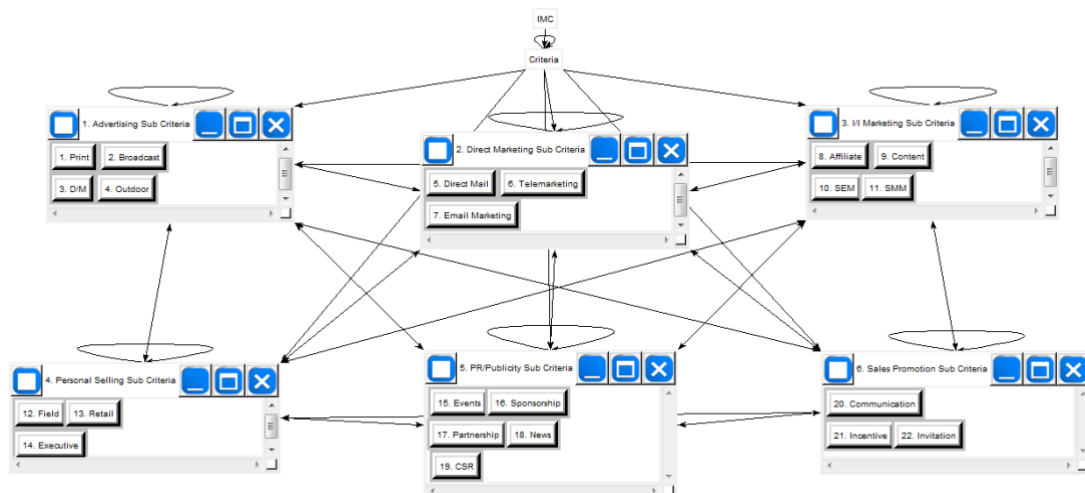 IMC
Criteria
1. Advertising Sub Criteria
1. Print 2. Broadcast
3. D/M 4. Outdoor
2. Direct Marketing Sub Criteria
5. Direct Mail 6. Telemarketing
7. Email Marketing
3. I/I Marketing Sub Criteria
8. Affiliate 9. Content
10. SEM 11. SMM
4. Personal Selling Sub Criteria
12. Field 13. Retail
14. Executive
5. PR/Publicity Sub Criteria
15. Events 16. Sponsorship
17. Partnership 18. News
19. CSR
6. Sales Promotion Sub Criteria
20. Communication
21. Incentive 22. Invitation